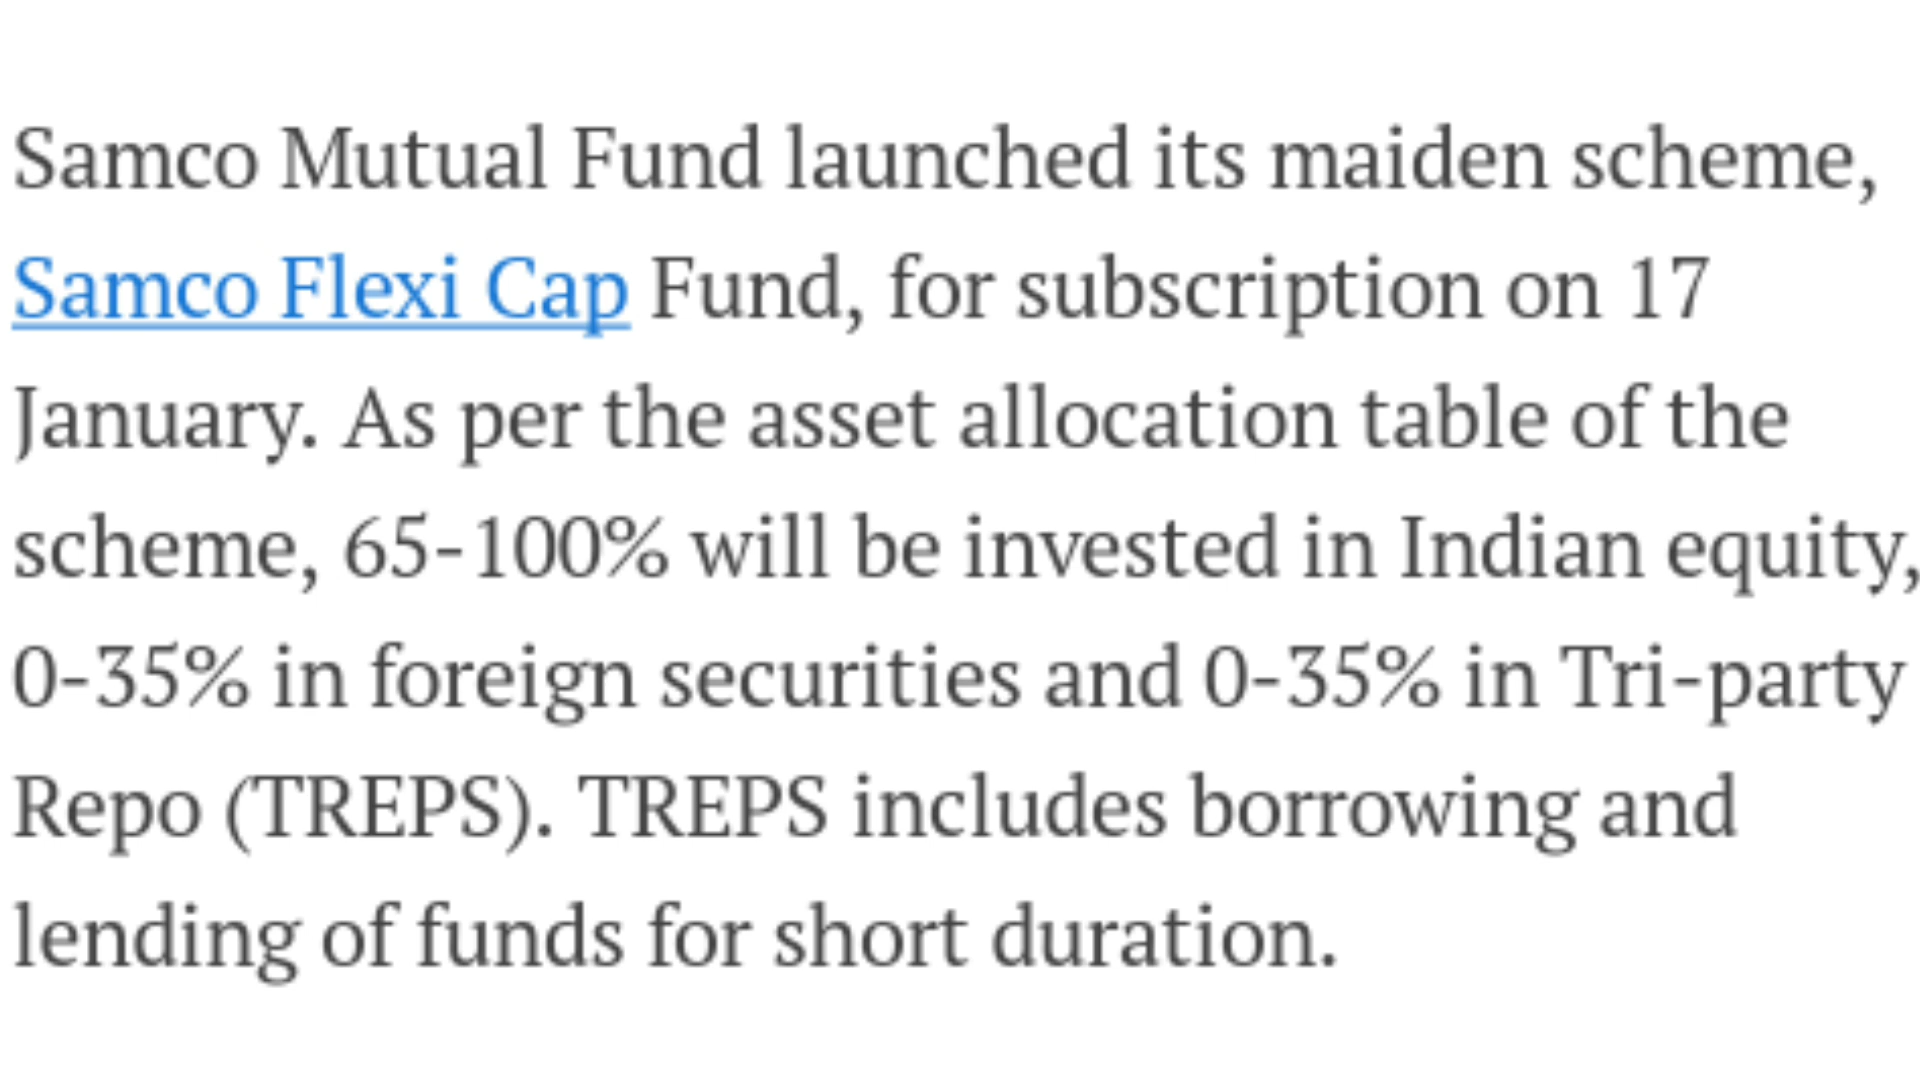 Samco Mutual Fund launched its maiden scheme,
Samco Flexi Cap Fund, for subscription on 17
January. As per the asset allocation table of the
scheme, 65-100% will be invested in Indian equity,
0-35% in foreign securities and 0-35% in Tri-party
Repo (TREPS). TREPS includes borrowing and
lending of funds for short duration.